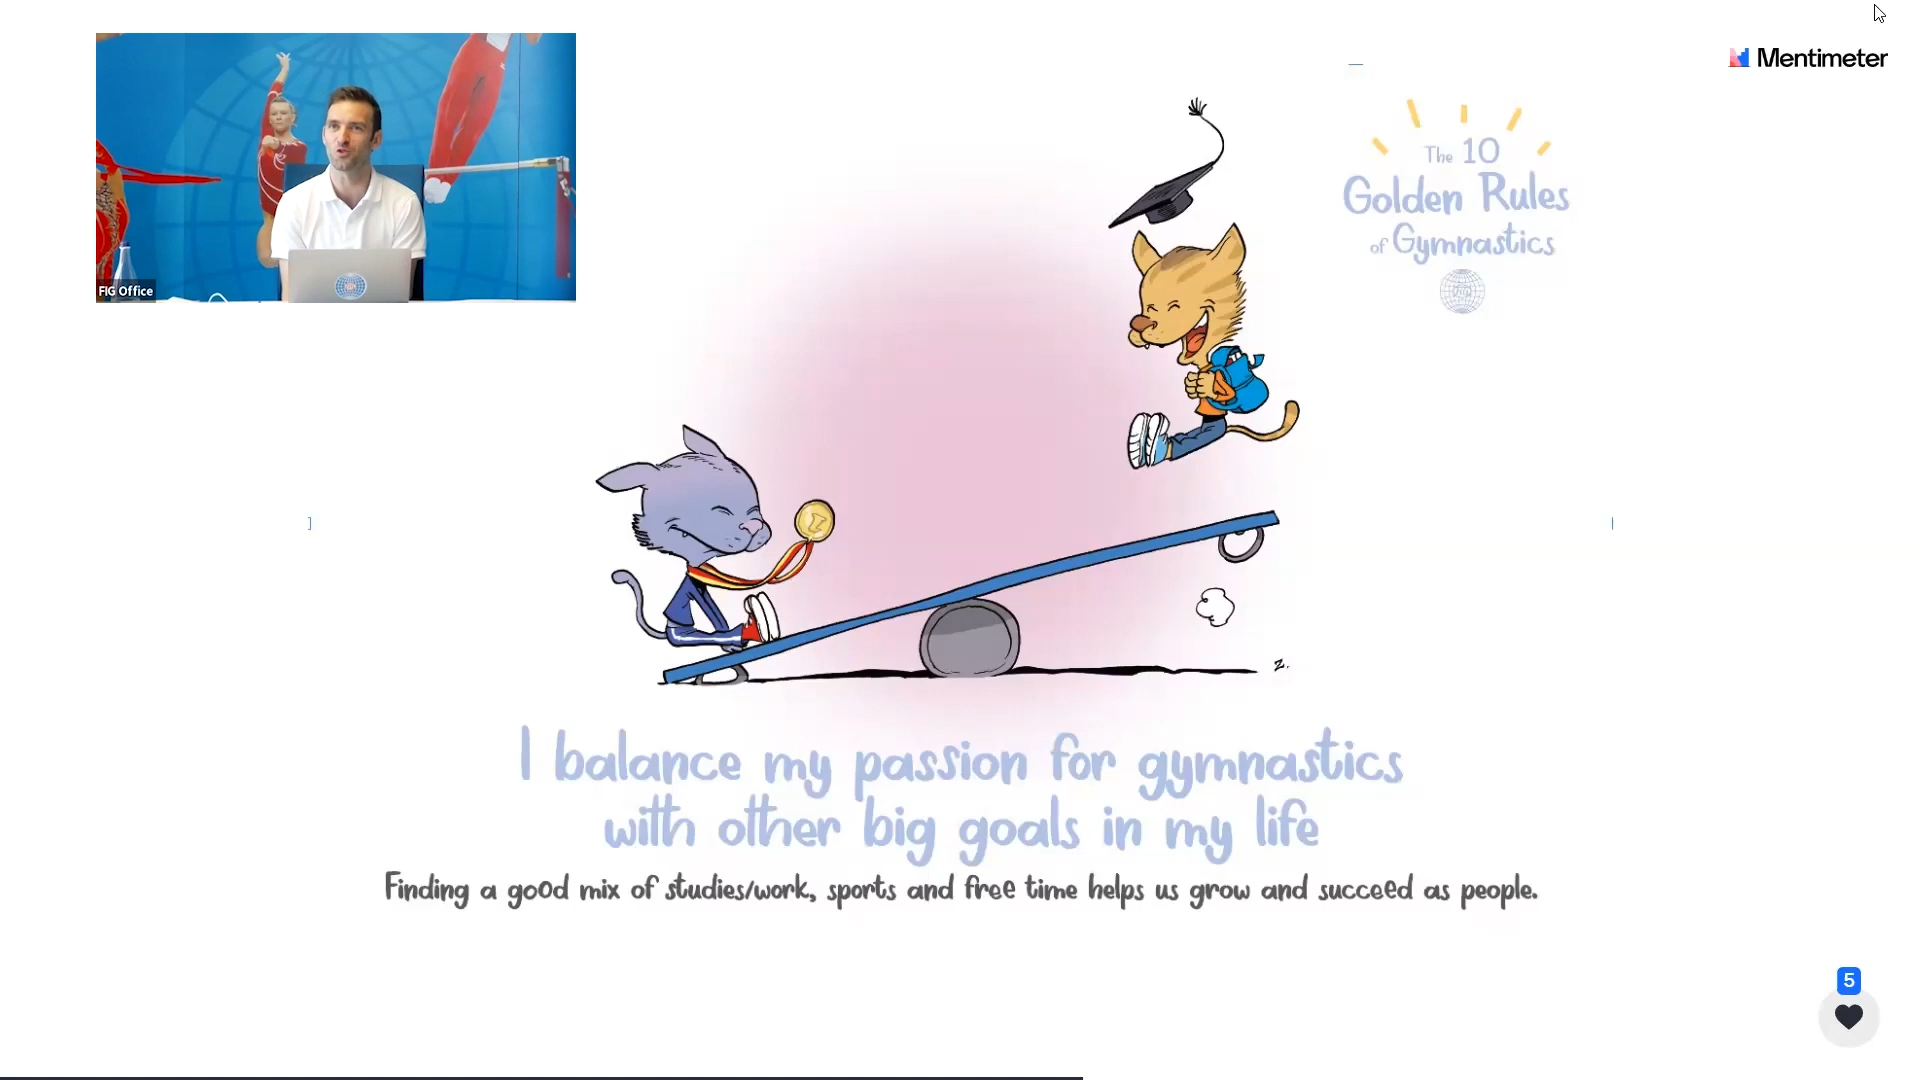 FIG Office
Mentimeter
The 10
Golden Rules
of Gymnastics
1
z.
I balance my passion for gymnastics
with other big goals in my life
Finding a good mix of studies/work, sports and free time helps us grow and succeed as people.
5